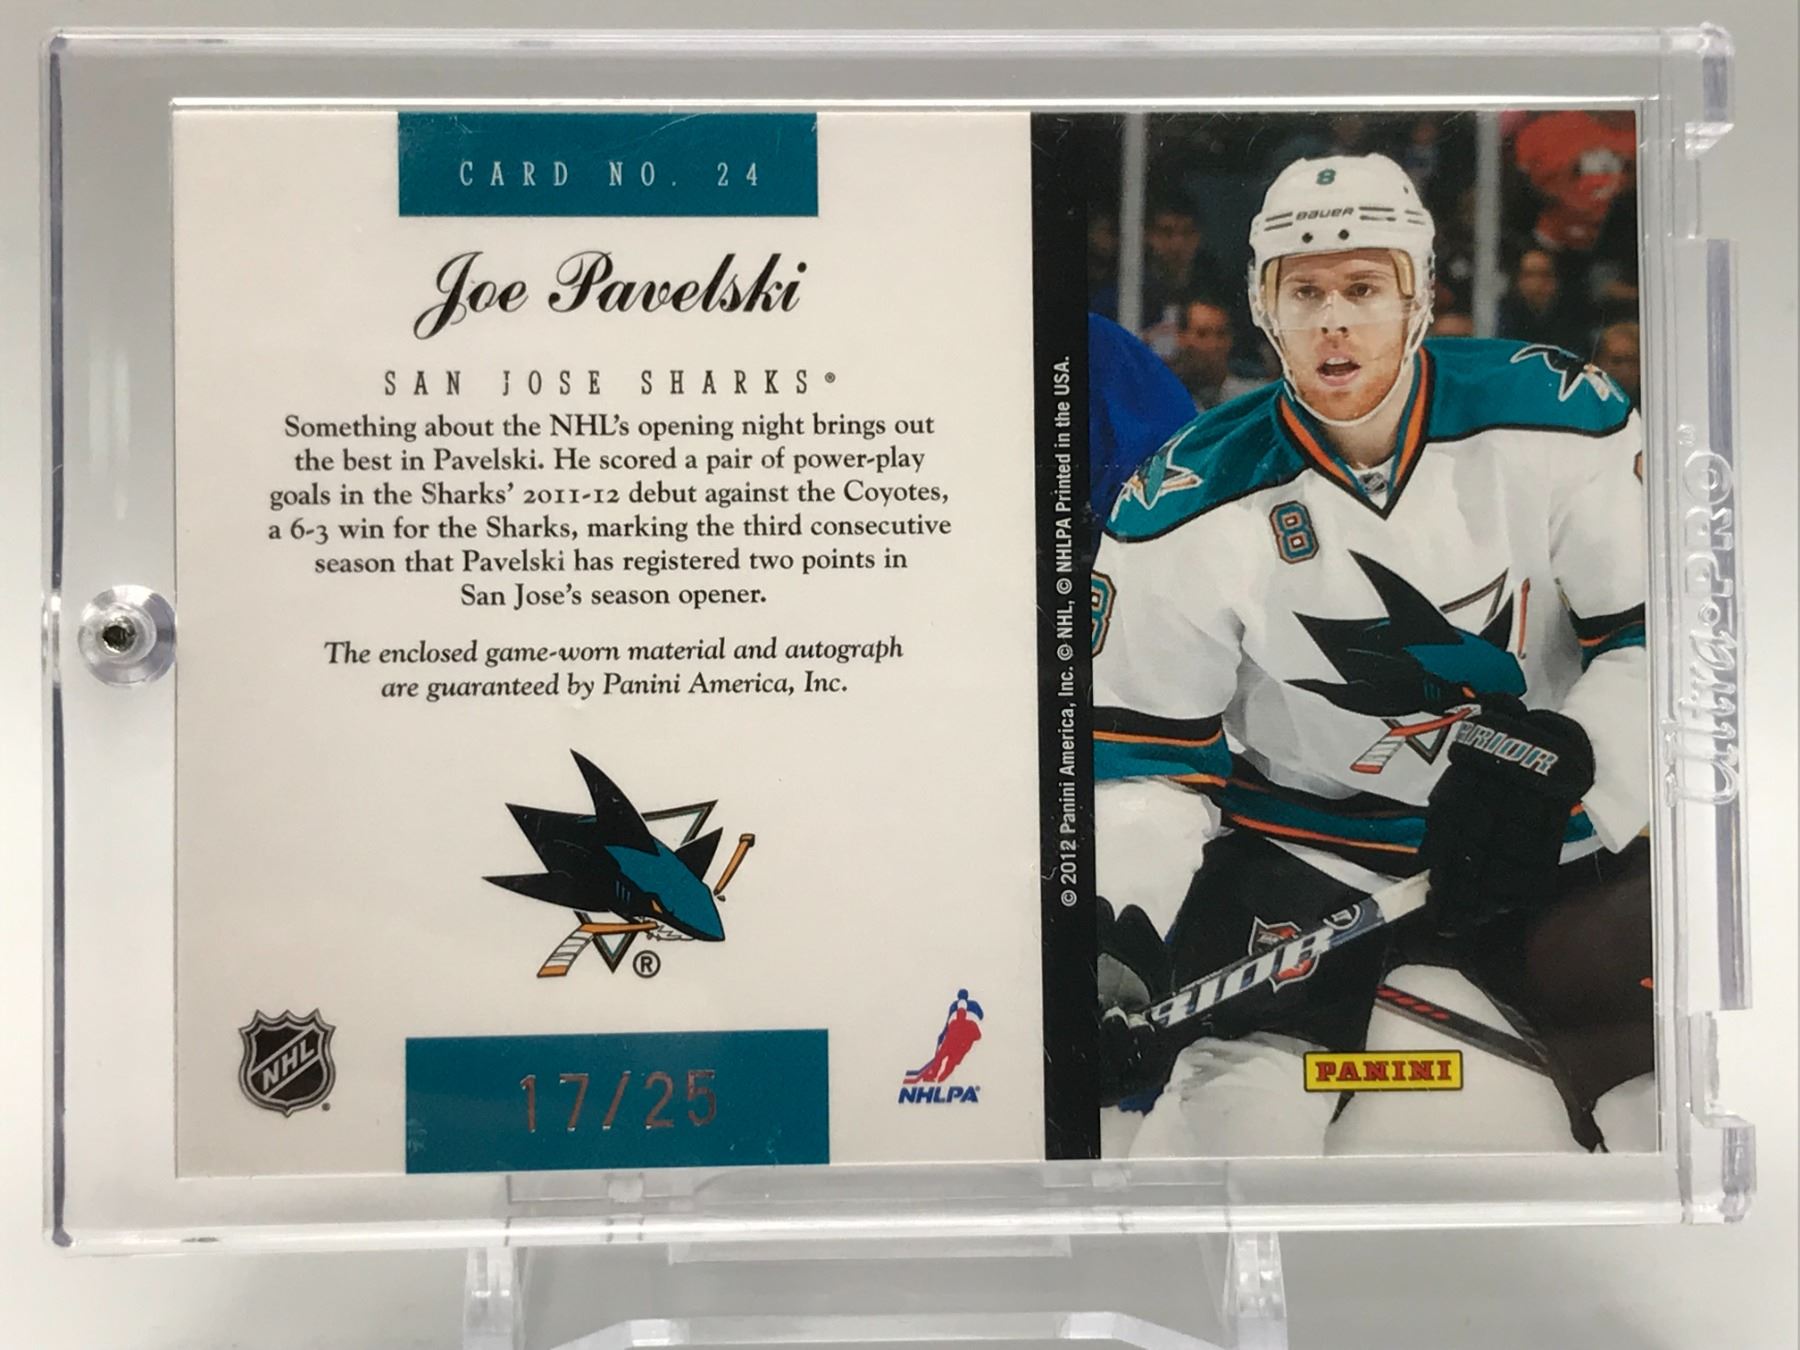 CARD NO. 24
Joe Pavelski
SAN JOSE SHARKS®
Something about the NHL's opening night brings out
the best in Pavelski. He scored a pair of power-play
goals in the Sharks' 2011-12 debut against the Coyotes,
a 6-3 win for the Sharks, marking the third consecutive
season that Pavelski has registered two points in
San Jose's season opener.
The enclosed game-worn material and autograph
are guaranteed by Panini America, Inc.
®
NHL
17/25
NHLPA
© 2012 Panini America, Inc. © NHL, © NHLPA Printed in the USA.
8
BAUER
8
8
PANINI
ultra•PRO